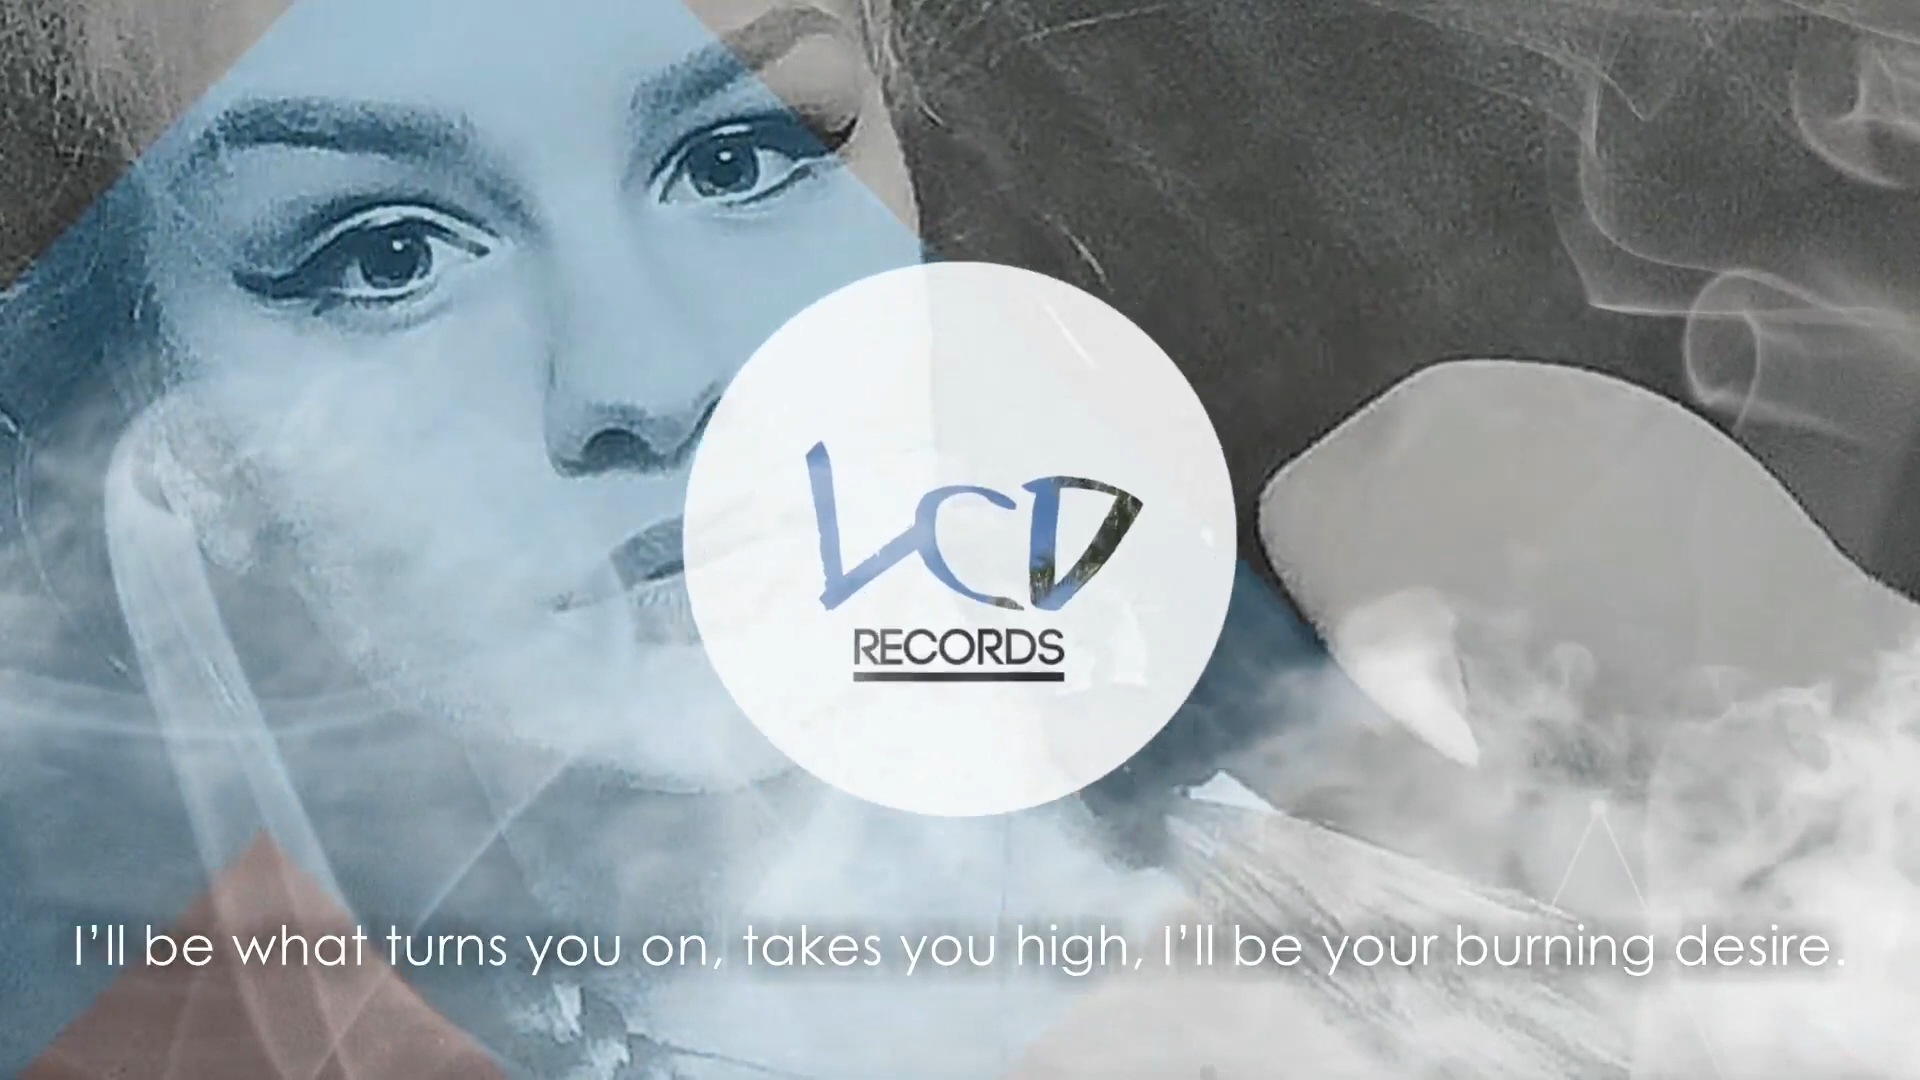 LCD
RECORDS
I'll be what turns you on, takes you high, I'll be your burning desire.